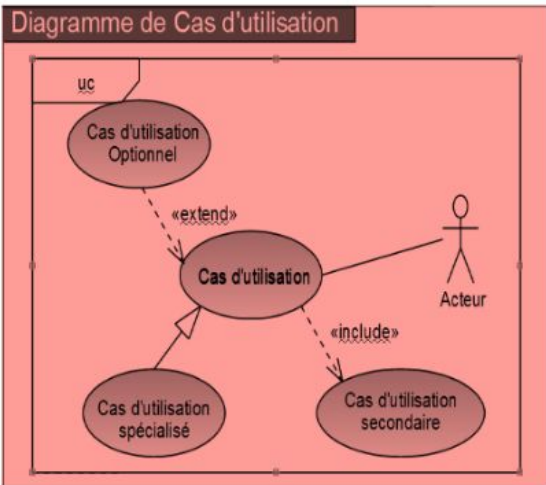 Diagramme de Cas d'utilisation
uc
Cas d'utilisation
Optionnel
«extend»
Cas d'utilisation
Acteur
«include»
Cas d'utilisation
spécialisé
Cas d'utilisation
secondaire